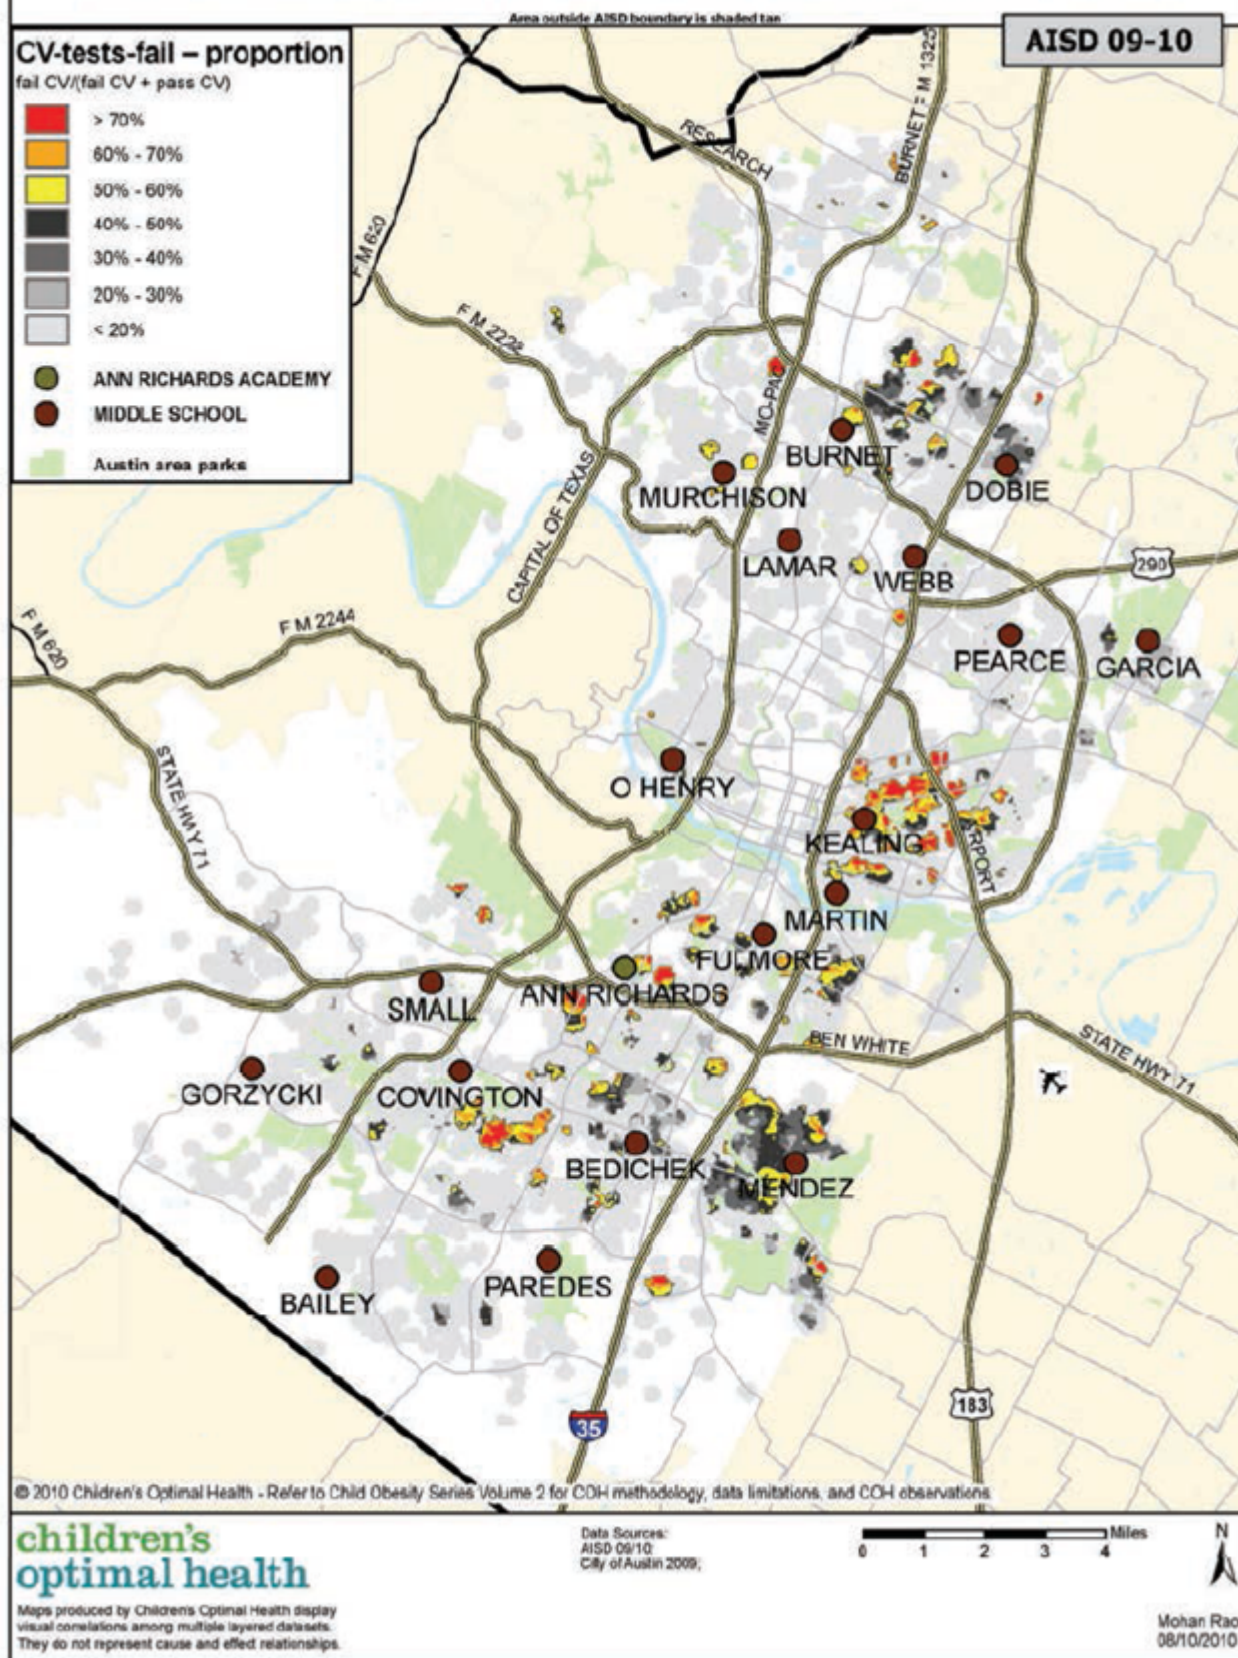 Area outside AISD boundary is shaded tan
AISD 09-10
CV-tests-fail – proportion
fail CV/(fail CV + pass CV)
> 70%
60% - 70%
50% - 60%
40% - 50%
30% - 40%
20% - 30%
< 20%
ANN RICHARDS ACADEMY
MIDDLE SCHOOL
Austin area parks
RESEARCH
BURNET F M 1325
F M 620
F M 2222
MO-PAC
BURNET
DOBIE
MURCHISON
CAPITAL OF TEXAS
LAMAR
WEBB
290
F M 620
F M 2244
PEARCE
GARCIA
STATE HWY 71
O HENRY
KEALING
AIRPORT
MARTIN
FULMORE
ANN RICHARDS
SMALL
BEN WHITE
STATE HWY 71
GORZYCKI
COVINGTON
BEDICHEK
MENDEZ
BAILEY
PAREDES
183
35
© 2010 Children's Optimal Health - Refer to Child Obesity Series Volume 2 for COH methodology, data limitations, and COH observations
children's
optimal health
Maps produced by Children's Optimal Health display
visual correlations among multiple layered datasets.
They do not represent cause and effect relationships.
Data Sources:
AISD 09/10;
City of Austin 2009;
Miles
0 1 2 3 4
N
Mohan Rao
08/10/2010